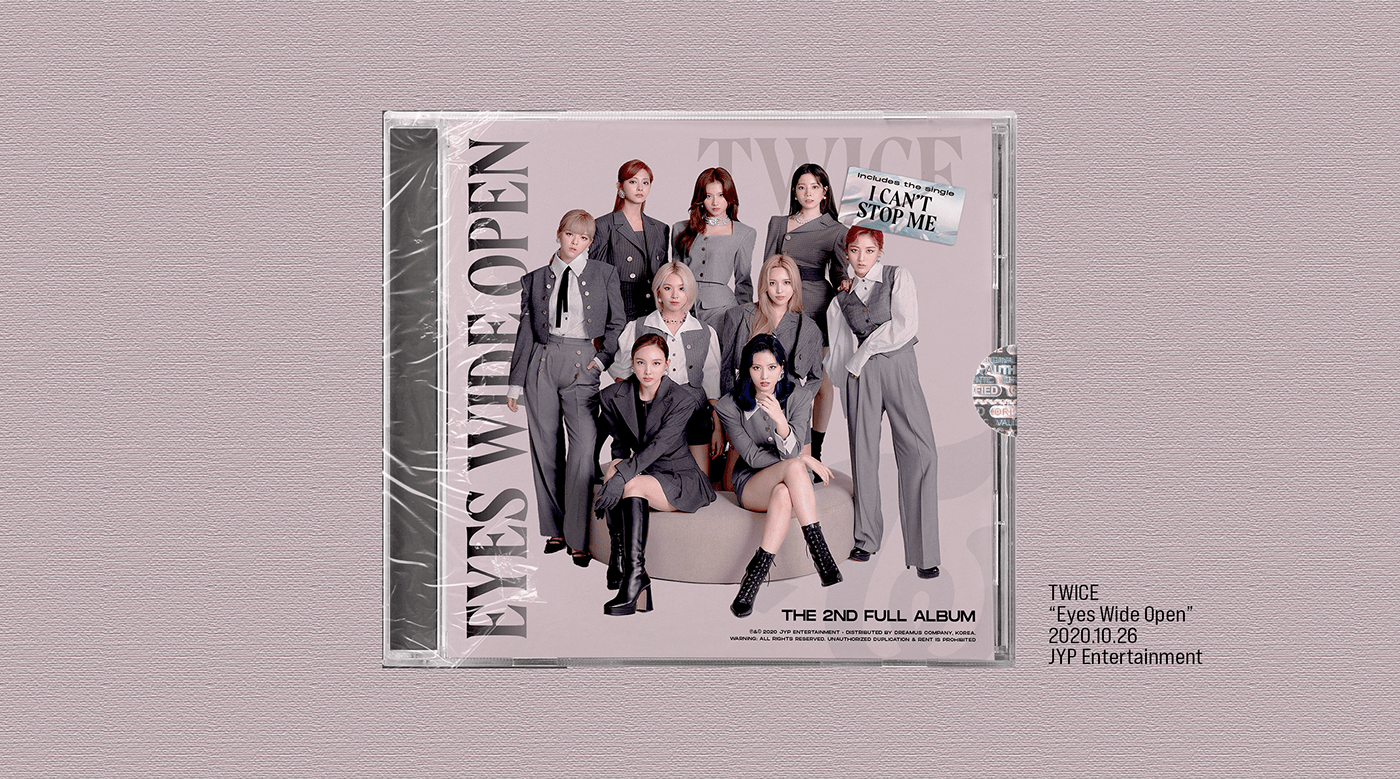 EYES WIDE OPEN
TWICE
Includes the single
I CAN'T
STOP ME
THE 2ND FULL ALBUM
℗&© 2020 JYP ENTERTAINMENT · DISTRIBUTED BY DREAMUS COMPANY, KOREA.
WARNING: ALL RIGHTS RESERVED. UNAUTHORIZED DUPLICATION & RENT IS PROHIBITED
TWICE
“Eyes Wide Open”
2020.10.26
JYP Entertainment